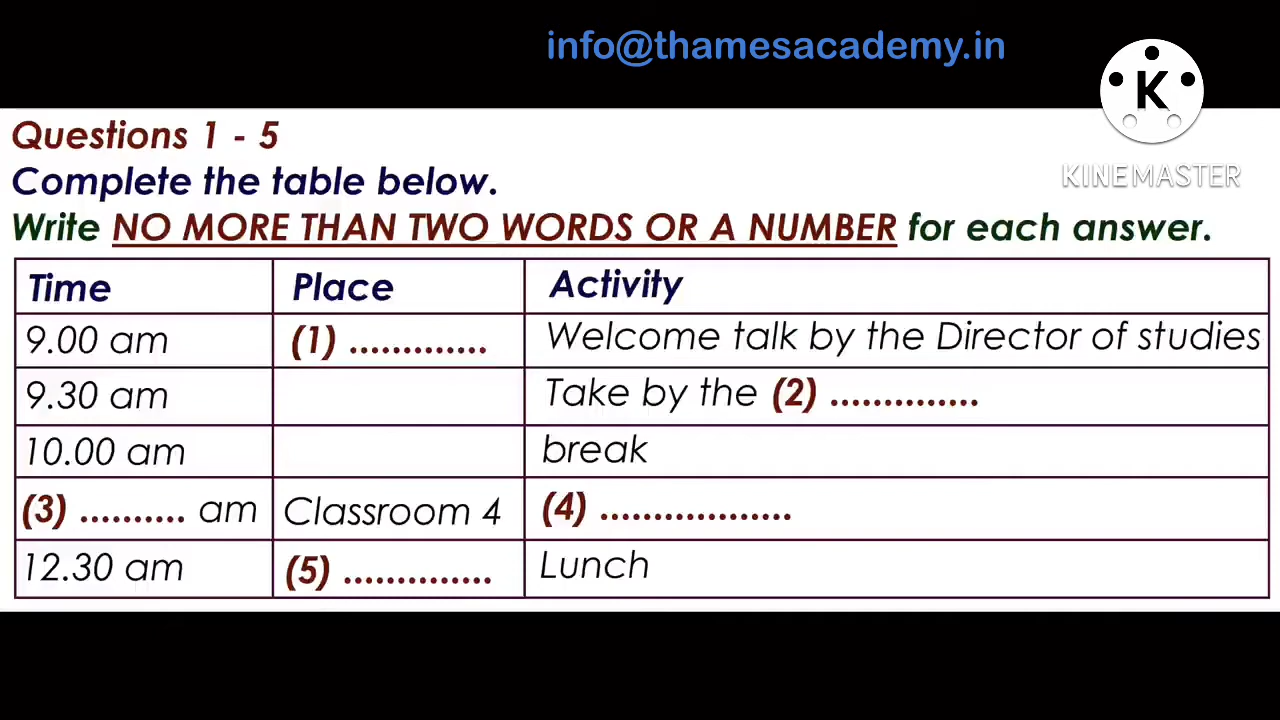 info@thamesacademy.in
K
KINEMASTER
Questions 1 - 5
Complete the table below.
Write NO MORE THAN TWO WORDS OR A NUMBER for each answer.
Time Place Activity
9.00 am (1) ............. Welcome talk by the Director of studies
9.30 am Take by the (2) ..............
10.00 am break
(3) .......... am Classroom 4 (4) ..................
12.30 am (5) .............. Lunch